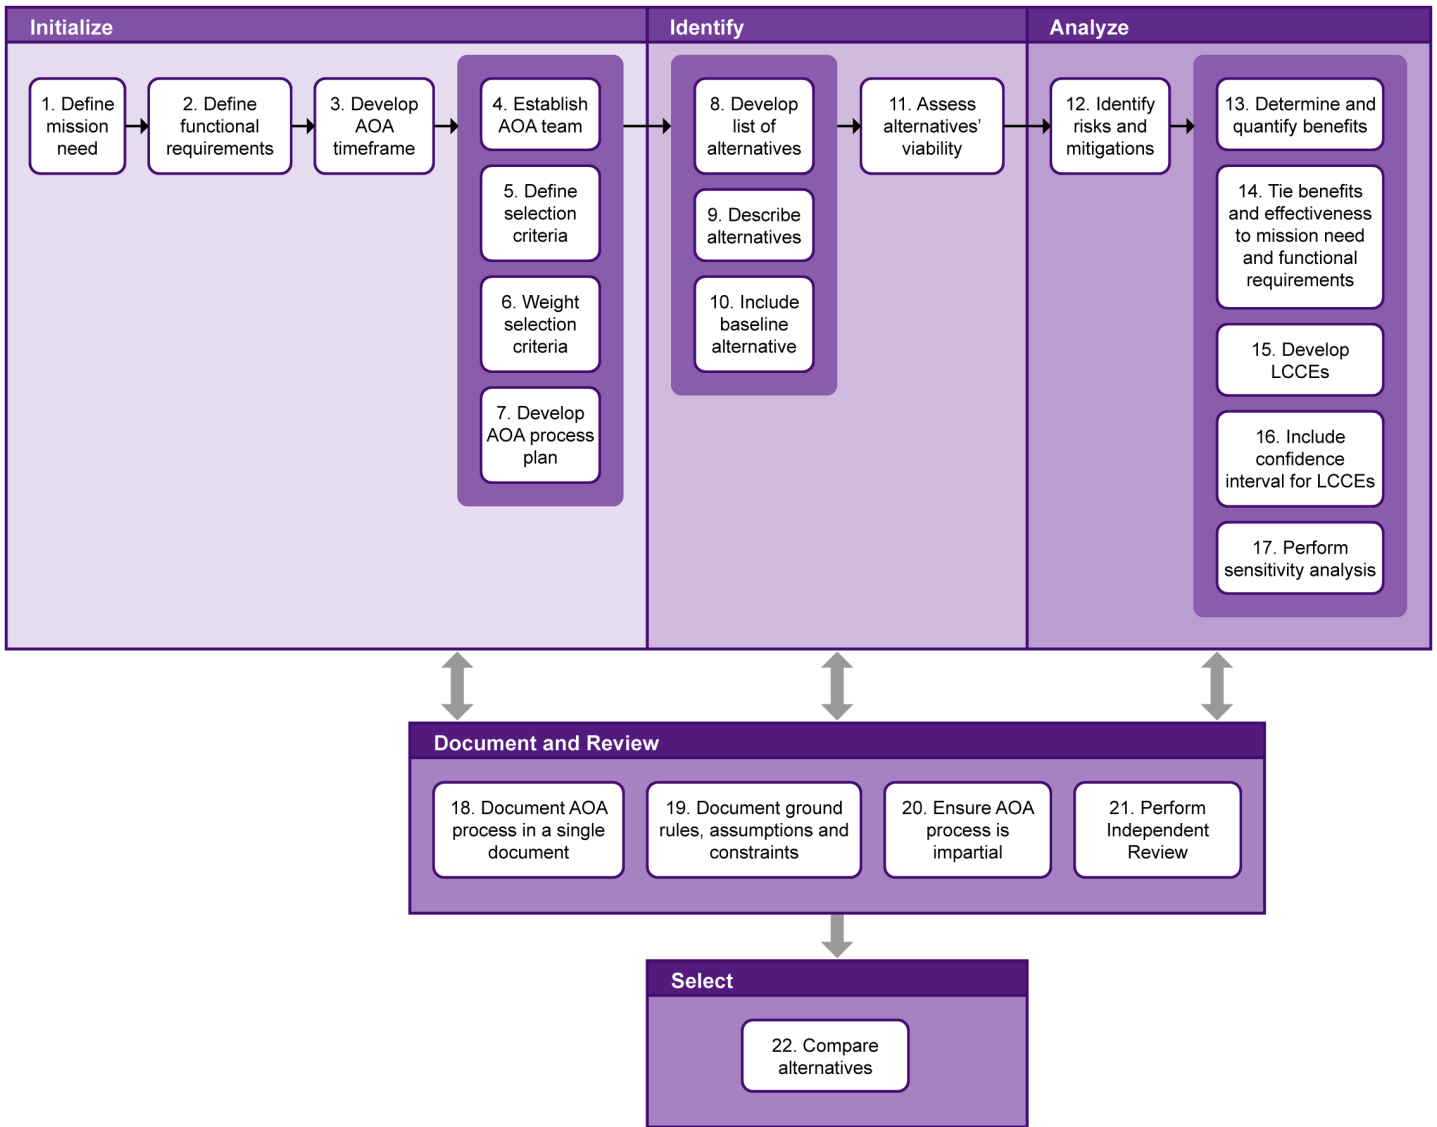 Initialize
Identify
Analyze
1. Define
mission
need
2. Define
functional
requirements
3. Develop
AOA
timeframe
4. Establish
AOA team
5. Define
selection
criteria
6. Weight
selection
criteria
7. Develop
AOA process
plan
8. Develop
list of
alternatives
9. Describe
alternatives
10. Include
baseline
alternative
11. Assess
alternatives’
viability
12. Identify
risks and
mitigations
13. Determine and
quantify benefits
14. Tie benefits
and effectiveness
to mission need
and functional
requirements
15. Develop
LCCEs
16. Include
confidence
interval for LCCEs
17. Perform
sensitivity analysis
Document and Review
18. Document AOA
process in a single
document
19. Document ground
rules, assumptions and
constraints
20. Ensure AOA
process is
impartial
21. Perform
Independent
Review
Select
22. Compare
alternatives